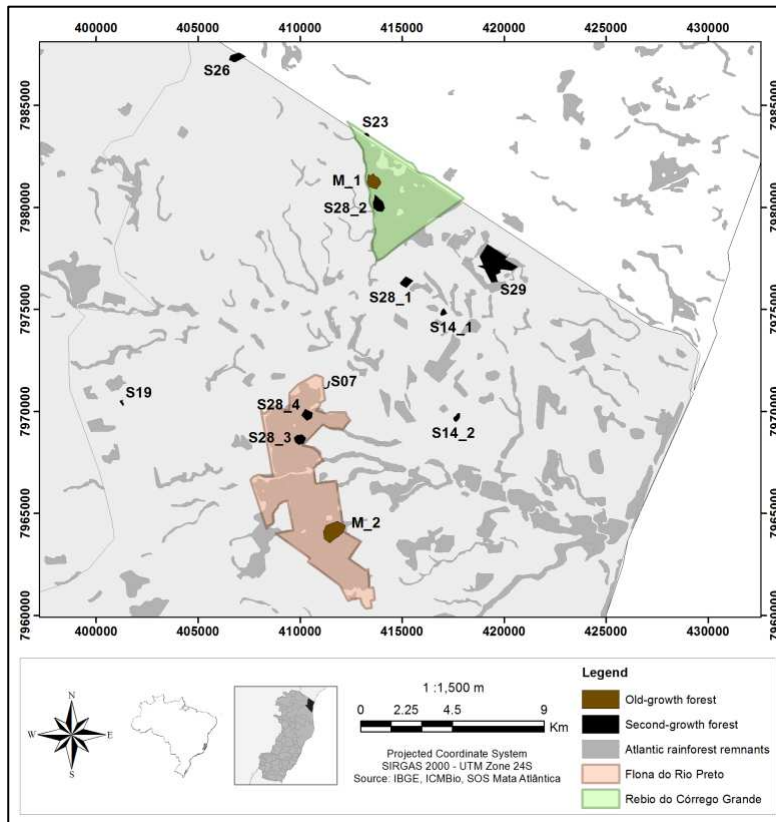 400000 405000 410000 415000 420000 425000 430000
S26
7985000 7985000
S23
M_1
S28_2
7980000 7980000
S29
S28_1
7975000 7975000
S14_1
S07
S19
S28_4
7970000 7970000
S14_2
S28_3
7965000 7965000
M_2
7960000 7960000
400000 405000 410000 415000 420000 425000 430000
N
W E
S
1 :1,500 m
0 2.25 4.5 9
Km
Projected Coordinate System
SIRGAS 2000 - UTM Zone 24S
Source: IBGE, ICMBio, SOS Mata Atlântica
Legend
Old-growth forest
Second-growth forest
Atlantic rainforest remnants
Flona do Rio Preto
Rebio do Córrego Grande